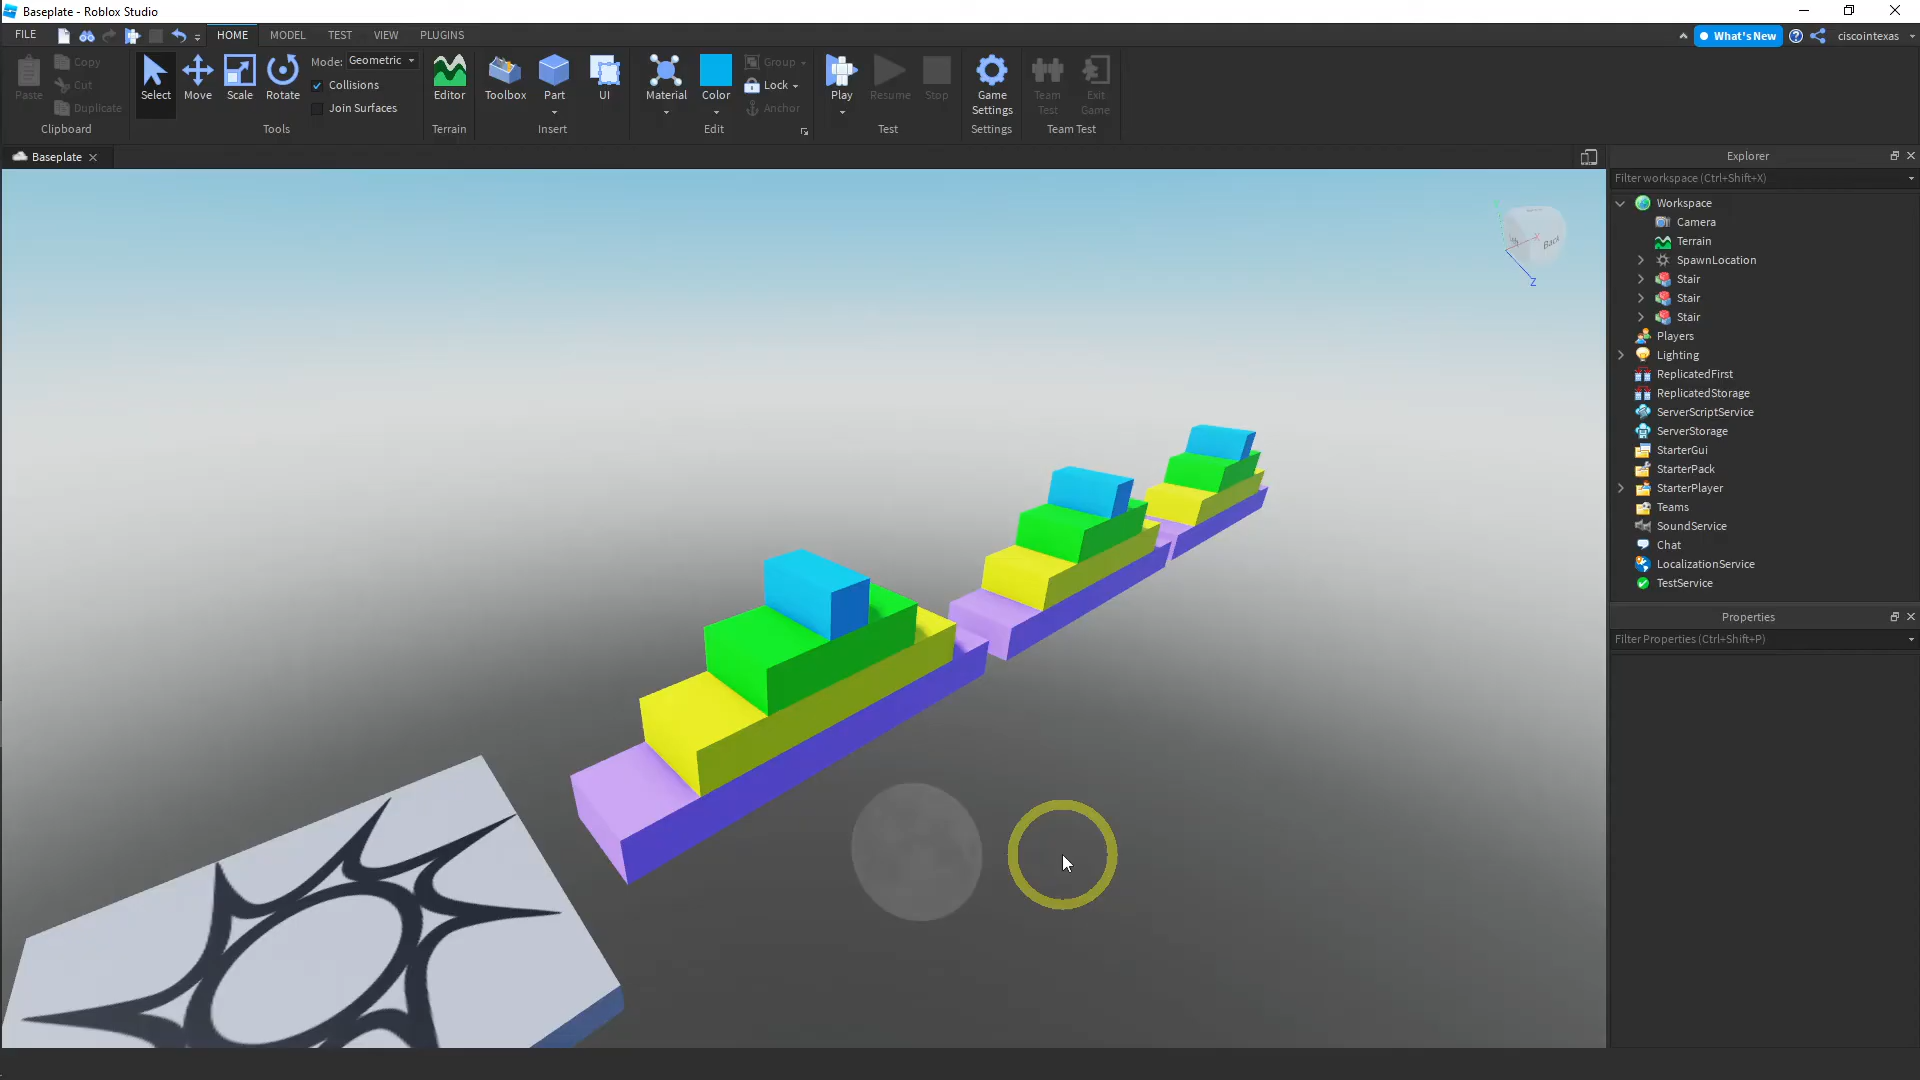 Baseplate - Roblox Studio
FILE
HOME
MODEL
TEST
VIEW
PLUGINS
What's New
ciscointexas
Paste
Copy
Cut
Duplicate
Clipboard
Select
Move
Scale
Rotate
Mode: Geometric
Collisions
Join Surfaces
Tools
Editor
Terrain
Toolbox
Part
UI
Insert
Material
Color
Group
Lock
Anchor
Edit
Play
Resume
Stop
Test
Game
Settings
Settings
Team
Test
Exit
Game
Team Test
Baseplate
Back
Z
Explorer
Filter workspace (Ctrl+Shift+X)
Workspace
Camera
Terrain
SpawnLocation
Stair
Stair
Stair
Players
Lighting
ReplicatedFirst
ReplicatedStorage
ServerScriptService
ServerStorage
StarterGui
StarterPack
StarterPlayer
Teams
SoundService
Chat
LocalizationService
TestService
Properties
Filter Properties (Ctrl+Shift+P)